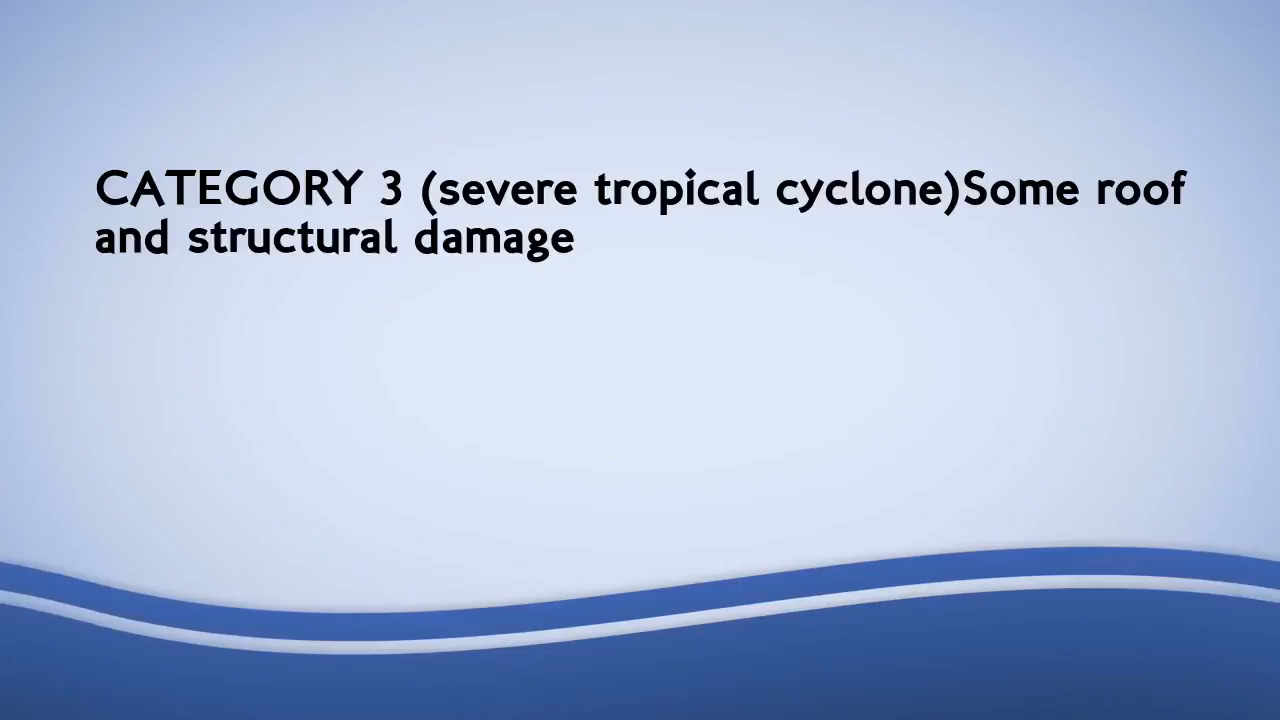 CATEGORY 3 (severe tropical cyclone)Some roof
and structural damage